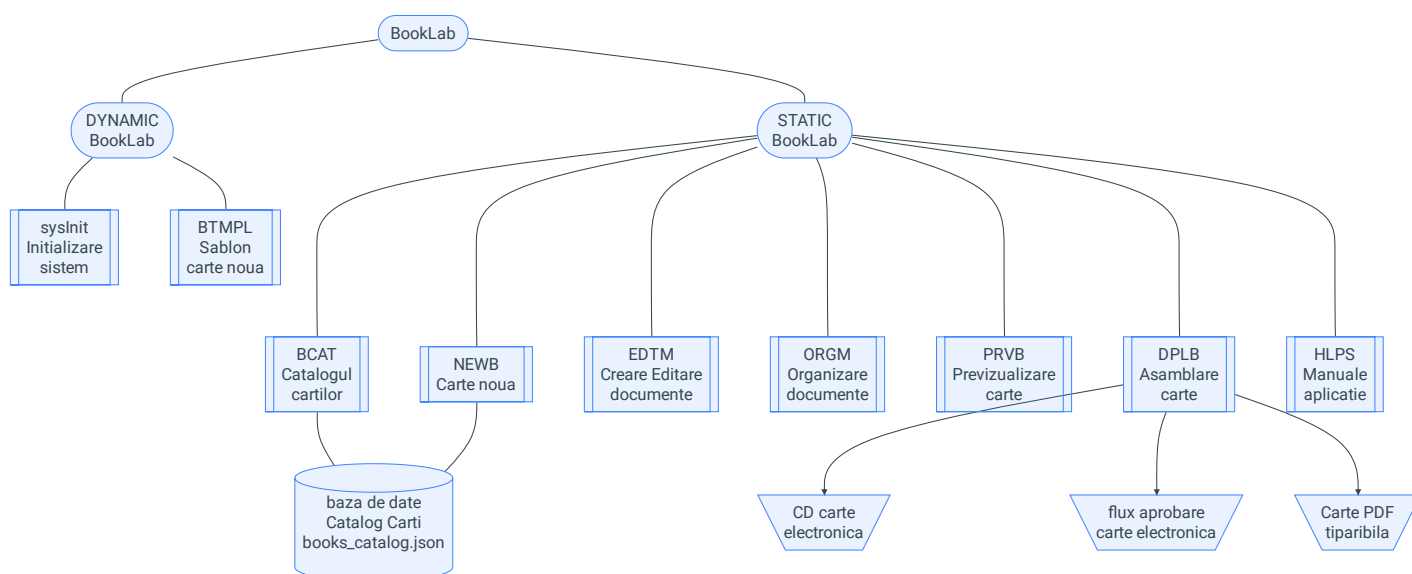 BookLab
DYNAMIC
BookLab
STATIC
BookLab
sysInit
Initializare
sistem
BTMPL
Sablon
carte noua
BCAT
Catalogul
cartilor
NEWB
Carte noua
EDTM
Creare Editare
documente
ORGM
Organizare
documente
PRVB
Previzualizare
carte
DPLB
Asamblare
carte
HLPS
Manuale
aplicatie
baza de date
Catalog Carti
books_catalog.json
CD carte
electronica
flux aprobare
carte electronica
Carte PDF
tiparibila